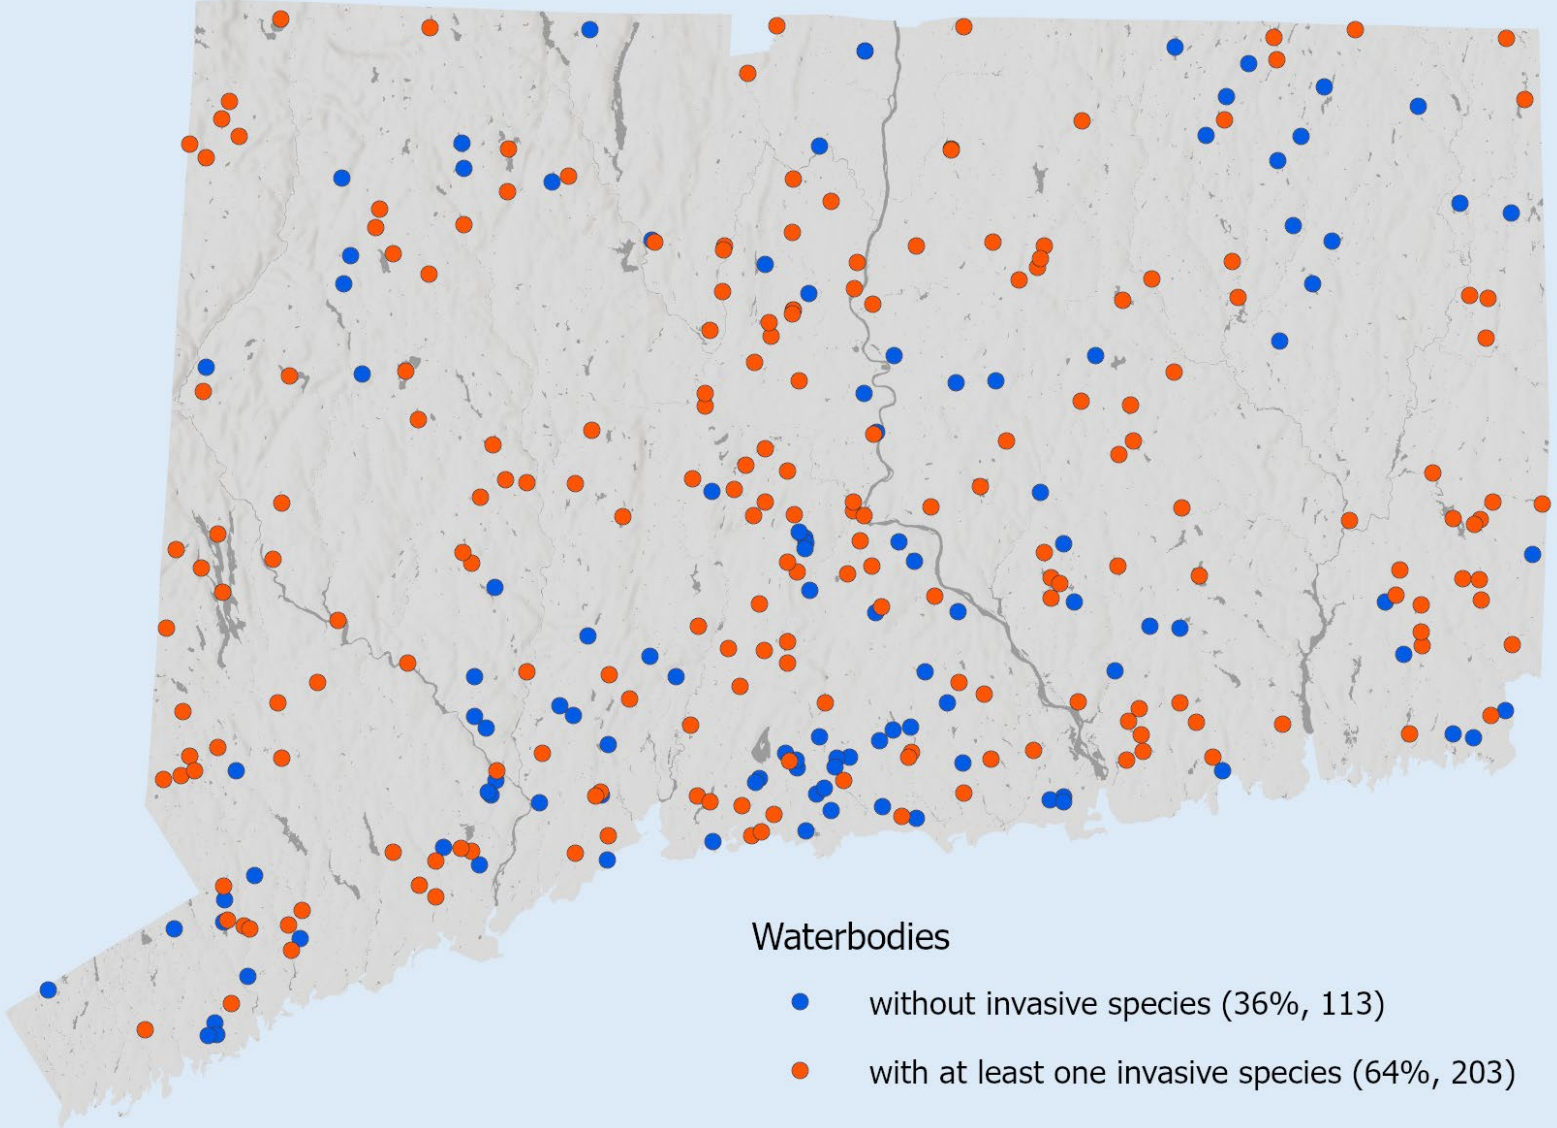 Waterbodies
without invasive species (36%, 113)
with at least one invasive species (64%, 203)